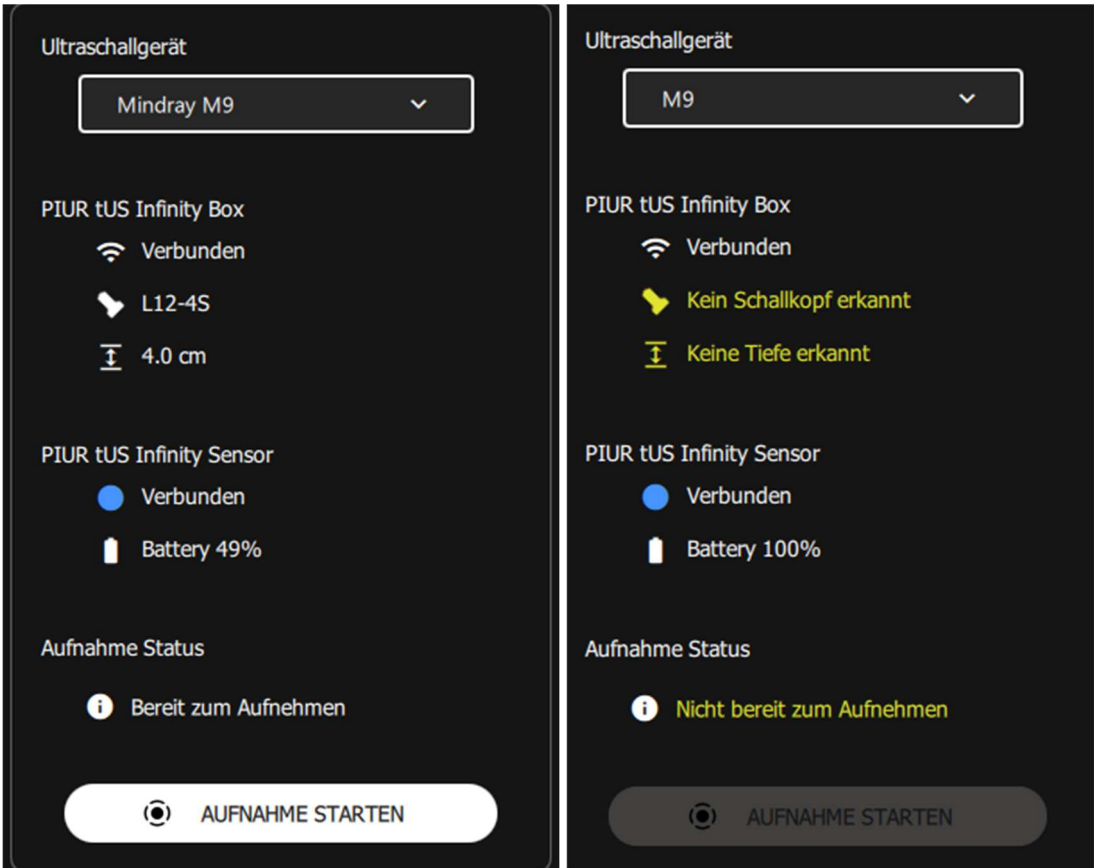 Ultraschallgerät
Mindray M9
PIUR tUS Infinity Box
Verbunden
L12-4S
4.0 cm
PIUR tUS Infinity Sensor
Verbunden
Battery 49%
Aufnahme Status
Bereit zum Aufnehmen
AUFNAHME STARTEN
Ultraschallgerät
M9
PIUR tUS Infinity Box
Verbunden
Kein Schallkopf erkannt
Keine Tiefe erkannt
PIUR tUS Infinity Sensor
Verbunden
Battery 100%
Aufnahme Status
Nicht bereit zum Aufnehmen
AUFNAHME STARTEN